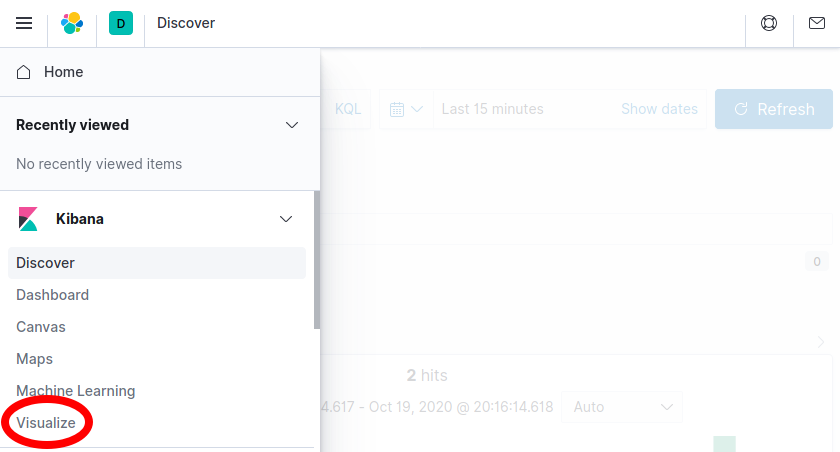 D Discover
Home
KQL Last 15 minutes Show dates Refresh
Recently viewed
No recently viewed items
Kibana
Discover
0
Dashboard
Canvas
Maps
2 hits
Machine Learning
4.617 - Oct 19, 2020 @ 20:16:14.618 Auto
Visualize